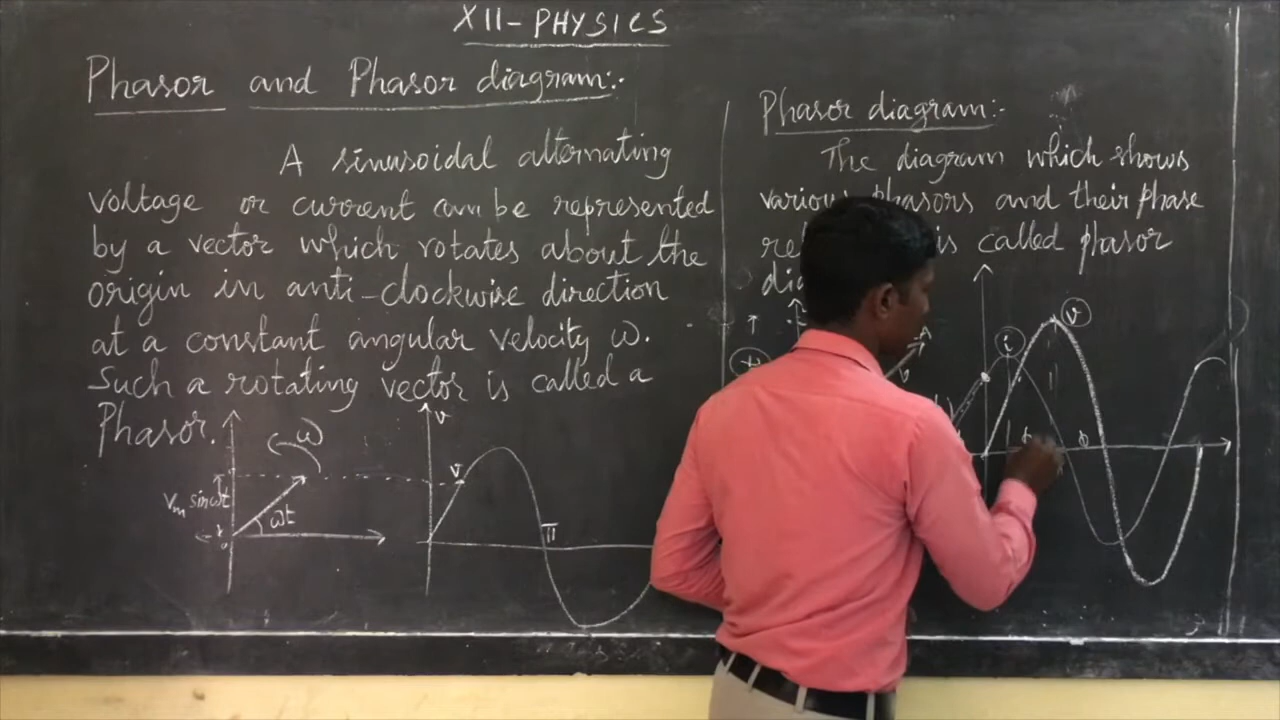 XII-PHYSICS
Phasor and Phasor diagram:-
A sinusoidal alternating
voltage or current can be represented
by a vector which rotates about the
origin in anti-clockwise direction
at a constant angular velocity ω.
Such a rotating vector is called a
Phasor.
ω
Vm sinωt
ωt
v
v
π
Phasor diagram:-
The diagram which shows
various phasors and their phase
is called phasor
A
i
v